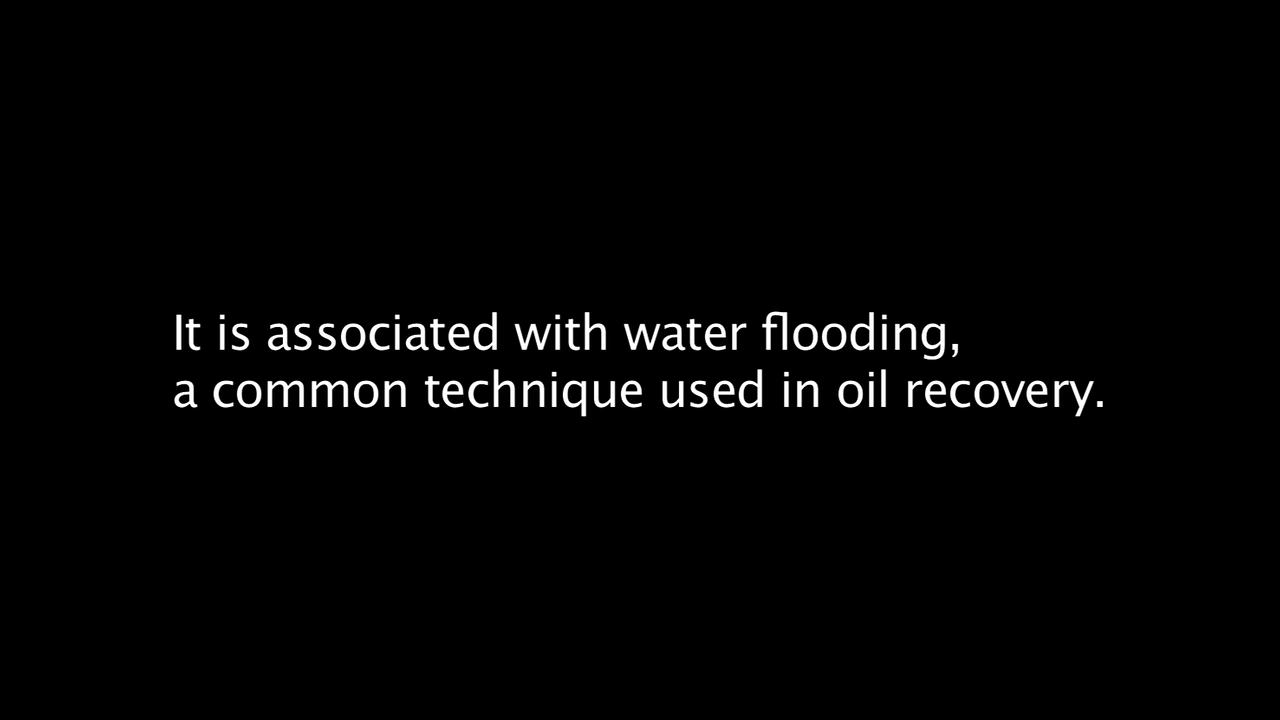 It is associated with water flooding,
a common technique used in oil recovery.